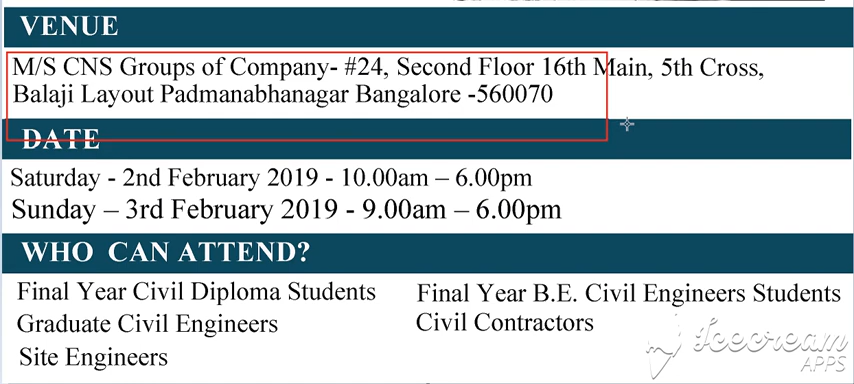 VENUE
M/S CNS Groups of Company- #24, Second Floor 16th Main, 5th Cross,
Balaji Layout Padmanabhanagar Bangalore -560070
DATE
Saturday - 2nd February 2019 - 10.00am – 6.00pm
Sunday – 3rd February 2019 - 9.00am – 6.00pm
WHO CAN ATTEND?
Final Year Civil Diploma Students
Graduate Civil Engineers
Site Engineers
Final Year B.E. Civil Engineers Students
Civil Contractors
Icecream
APPS